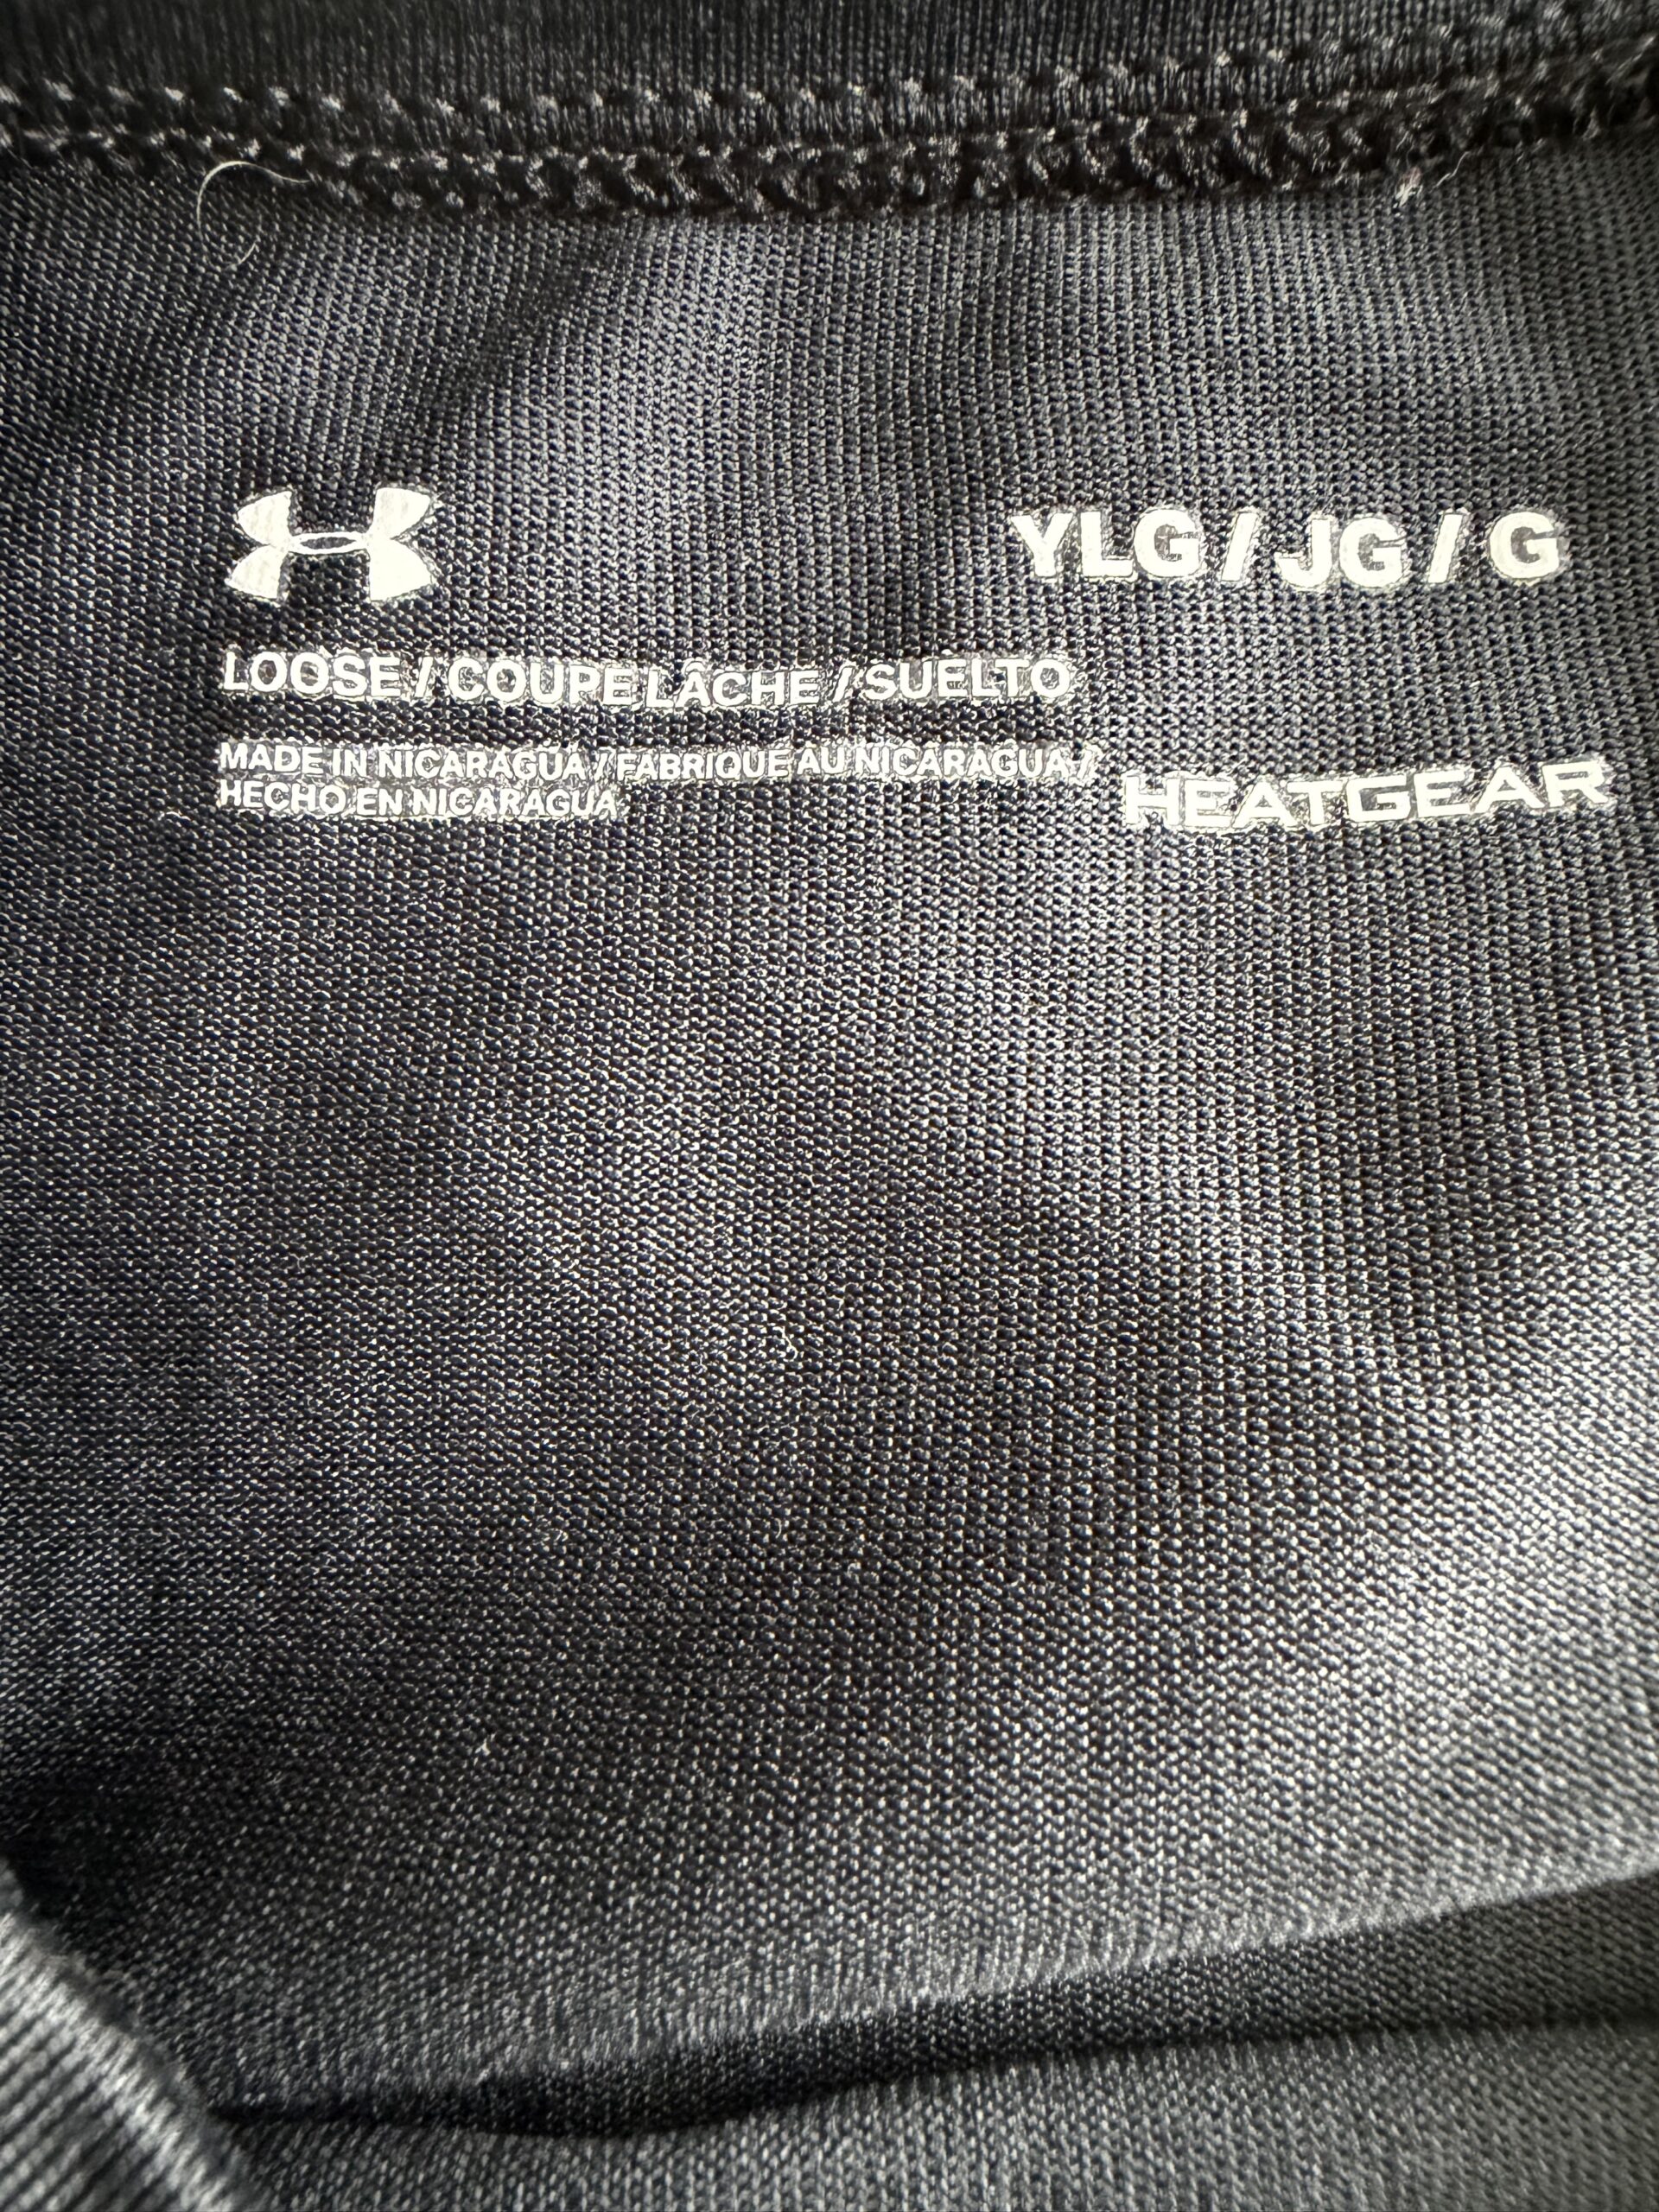 YLG / JG / G
LOOSE / COUPE LÂCHE / SUELTO
MADE IN NICARAGUA / FABRIQUE AU NICARAGUA /
HECHO EN NICARAGUA
HEATGEAR